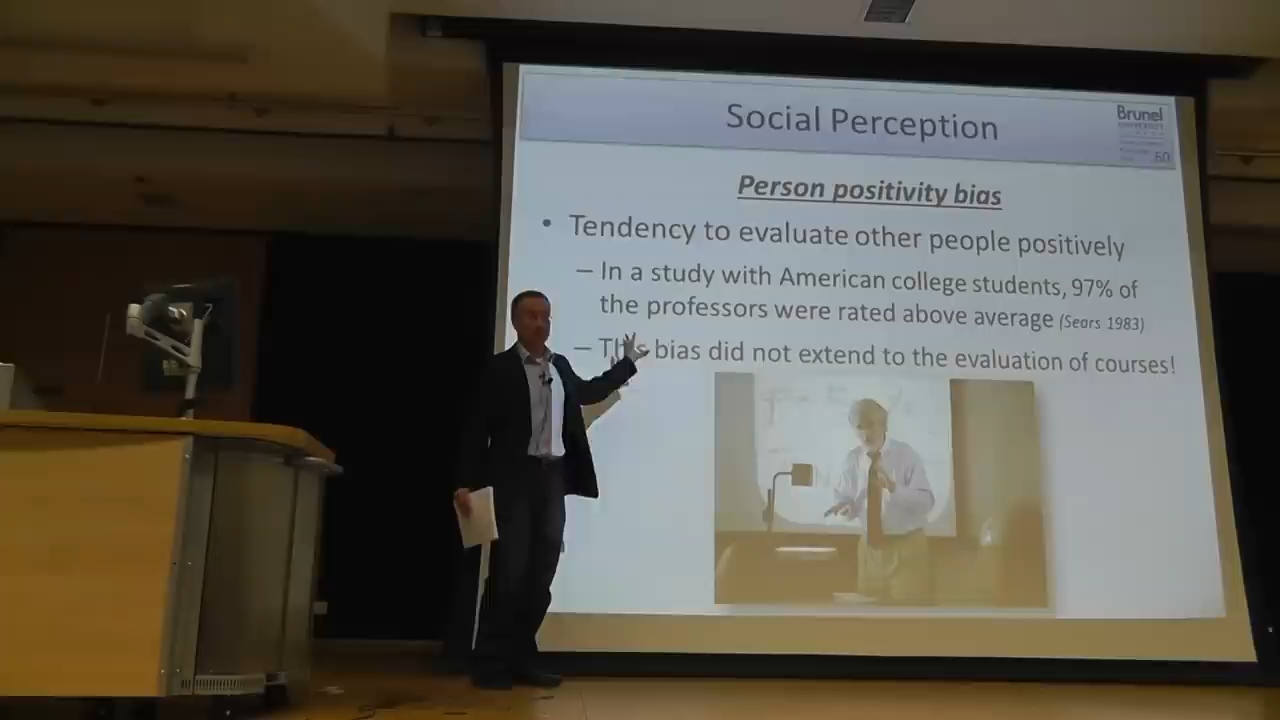 Social Perception
Brunel
UNIVERSITY
60
Person positivity bias
• Tendency to evaluate other people positively
– In a study with American college students, 97% of
the professors were rated above average (Sears 1983)
– This bias did not extend to the evaluation of courses!